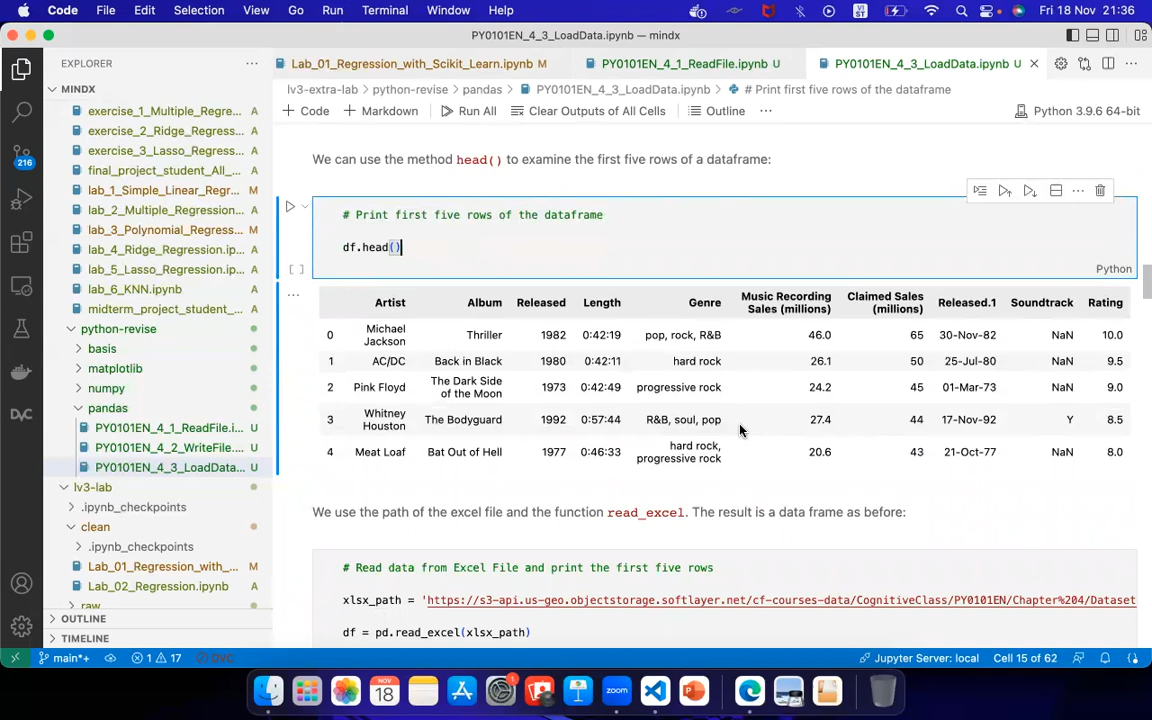 Code File Edit Selection View Go Run Terminal Window Help VI ST Fri 18 Nov 21:36
PY0101EN_4_3_LoadData.ipynb — mindx
EXPLORER ···
Lab_01_Regression_with_Scikit_Learn.ipynb M PY0101EN_4_1_ReadFile.ipynb U PY0101EN_4_3_LoadData.ipynb U
lv3-extra-lab > python-revise > pandas > PY0101EN_4_3_LoadData.ipynb > # Print first five rows of the dataframe
+ Code + Markdown Run All Clear Outputs of All Cells Outline ··· Python 3.9.6 64-bit
MINDX
exercise_1_Multiple_Regre... A
exercise_2_Ridge_Regress... A
exercise_3_Lasso_Regress... A
final_project_student_All_... A
lab_1_Simple_Linear_Regr... M
lab_2_Multiple_Regression... A
lab_3_Polynomial_Regress... M
lab_4_Ridge_Regression.ip... A
lab_5_Lasso_Regression.ip... A
lab_6_KNN.ipynb A
midterm_project_student_... A
python-revise
basis
matplotlib
numpy
pandas
PY0101EN_4_1_ReadFile.i... U
PY0101EN_4_2_WriteFile.... U
PY0101EN_4_3_LoadData... U
lv3-lab
.ipynb_checkpoints
clean
.ipynb_checkpoints
Lab_01_Regression_with_... M
Lab_02_Regression.ipynb A
raw
OUTLINE
TIMELINE
216
DVC
We can use the method head() to examine the first five rows of a dataframe:
# Print first five rows of the dataframe
df.head()
[ ] Python
Artist Album Released Length Genre Music Recording Sales (millions) Claimed Sales (millions) Released.1 Soundtrack Rating
0 Michael Jackson Thriller 1982 0:42:19 pop, rock, R&B 46.0 65 30-Nov-82 NaN 10.0
1 AC/DC Back in Black 1980 0:42:11 hard rock 26.1 50 25-Jul-80 NaN 9.5
2 Pink Floyd The Dark Side of the Moon 1973 0:42:49 progressive rock 24.2 45 01-Mar-73 NaN 9.0
3 Whitney Houston The Bodyguard 1992 0:57:44 R&B, soul, pop 27.4 44 17-Nov-92 Y 8.5
4 Meat Loaf Bat Out of Hell 1977 0:46:33 hard rock, progressive rock 20.6 43 21-Oct-77 NaN 8.0
We use the path of the excel file and the function read_excel. The result is a data frame as before:
# Read data from Excel File and print the first five rows
xlsx_path = 'https://s3-api.us-geo.objectstorage.softlayer.net/cf-courses-data/CognitiveClass/PY0101EN/Chapter%204/Dataset
df = pd.read_excel(xlsx_path)
main*+ 1 17 DVC Jupyter Server: local Cell 15 of 62
NOV 18 1 zoom